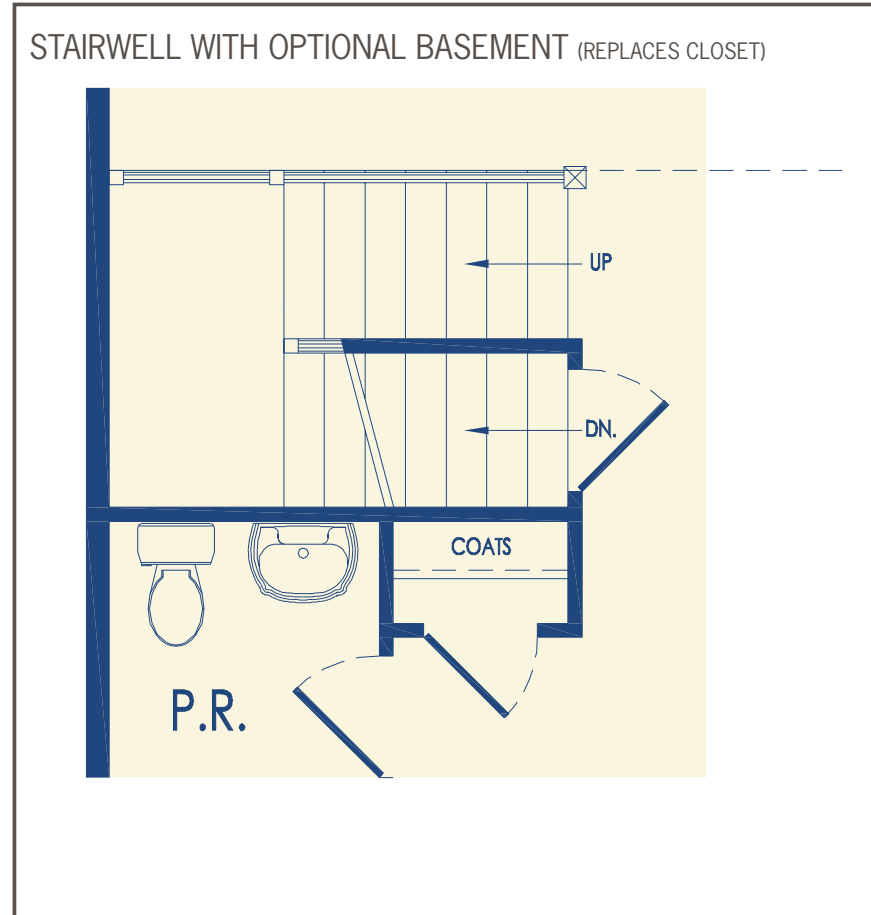 STAIRWELL WITH OPTIONAL BASEMENT (REPLACES CLOSET)
UP
DN.
COATS
P.R.